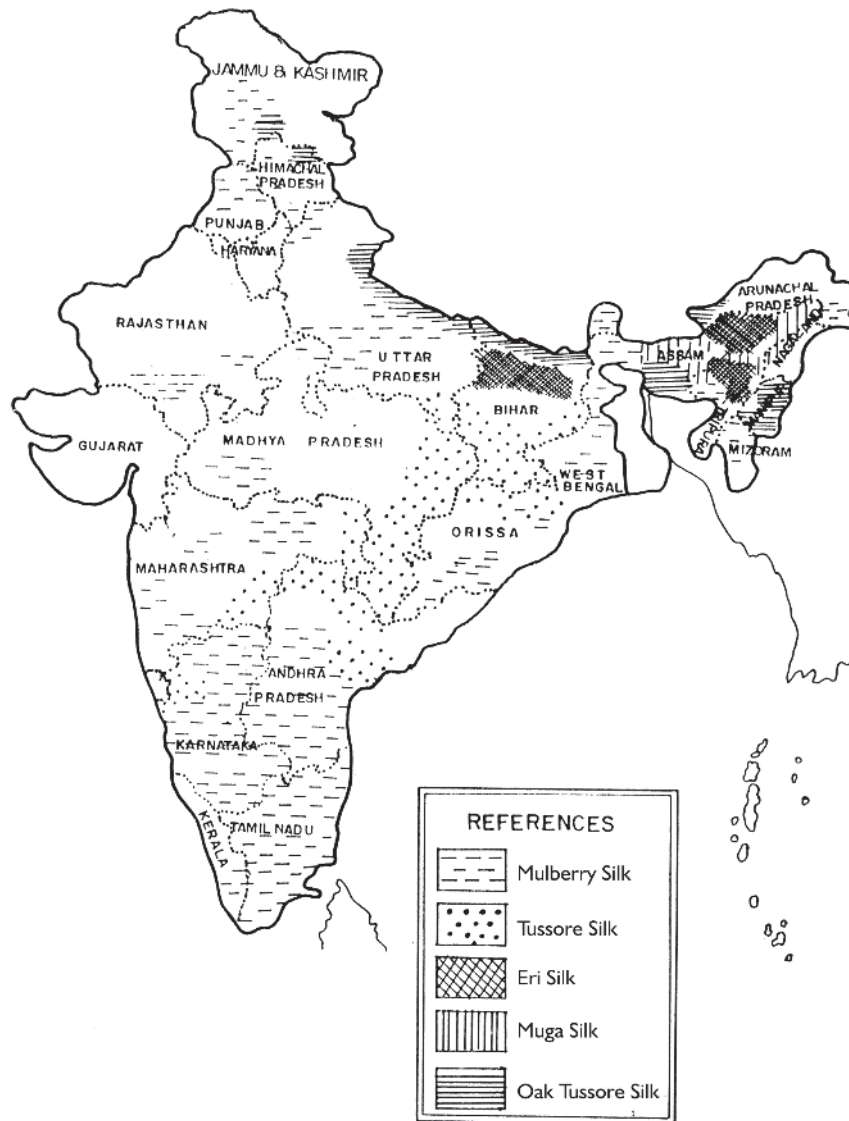 JAMMU & KASHMIR
HIMACHAL
PRADESH
PUNJAB
HARYANA
RAJASTHAN
UTTAR
PRADESH
ARUNACHAL
PRADESH
NAGALAND
ASSAM
BIHAR
GUJARAT
MADHYA PRADESH
TRIPURA
MIZORAM
WEST
BENGAL
ORISSA
MAHARASHTRA
ANDHRA
PRADESH
KARNATAKA
KERALA
TAMIL NADU
REFERENCES
Mulberry Silk
Tussore Silk
Eri Silk
Muga Silk
Oak Tussore Silk